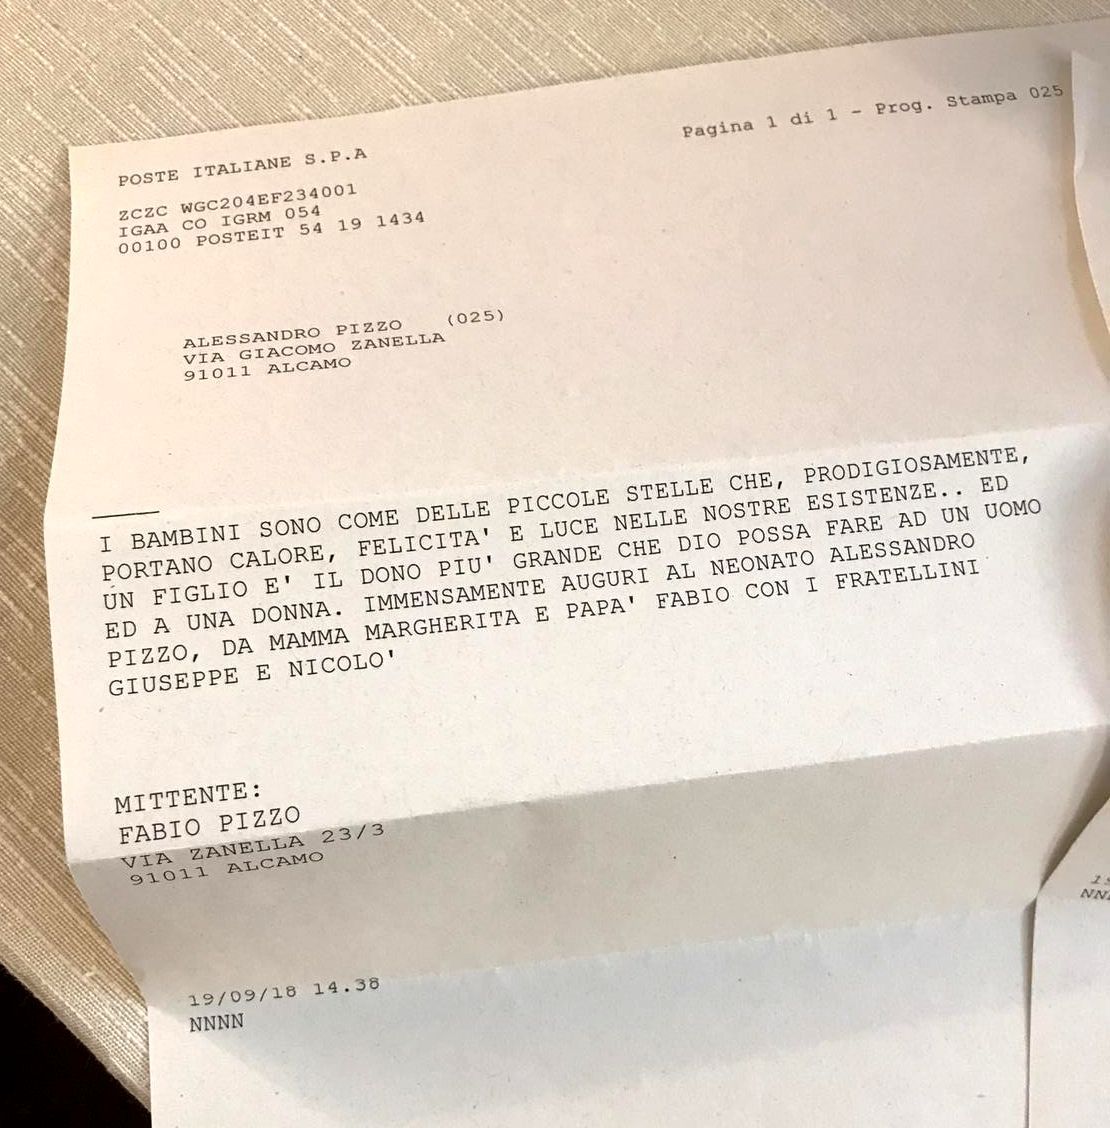 Pagina 1 di 1 - Prog. Stampa 025
POSTE ITALIANE S.P.A
ZCZC WGC204EF234001
IGAA CO IGRM 054
00100 POSTEIT 54 19 1434
ALESSANDRO PIZZO (025)
VIA GIACOMO ZANELLA
91011 ALCAMO
I BAMBINI SONO COME DELLE PICCOLE STELLE CHE, PRODIGIOSAMENTE,
PORTANO CALORE, FELICITA' E LUCE NELLE NOSTRE ESISTENZE.. ED
UN FIGLIO E' IL DONO PIU' GRANDE CHE DIO POSSA FARE AD UN UOMO
ED A UNA DONNA. IMMENSAMENTE AUGURI AL NEONATO ALESSANDRO
PIZZO, DA MAMMA MARGHERITA E PAPA' FABIO CON I FRATELLINI
GIUSEPPE E NICOLO'
MITTENTE:
FABIO PIZZO
VIA ZANELLA 23/3
91011 ALCAMO
19/09/18 14.38
NNNN